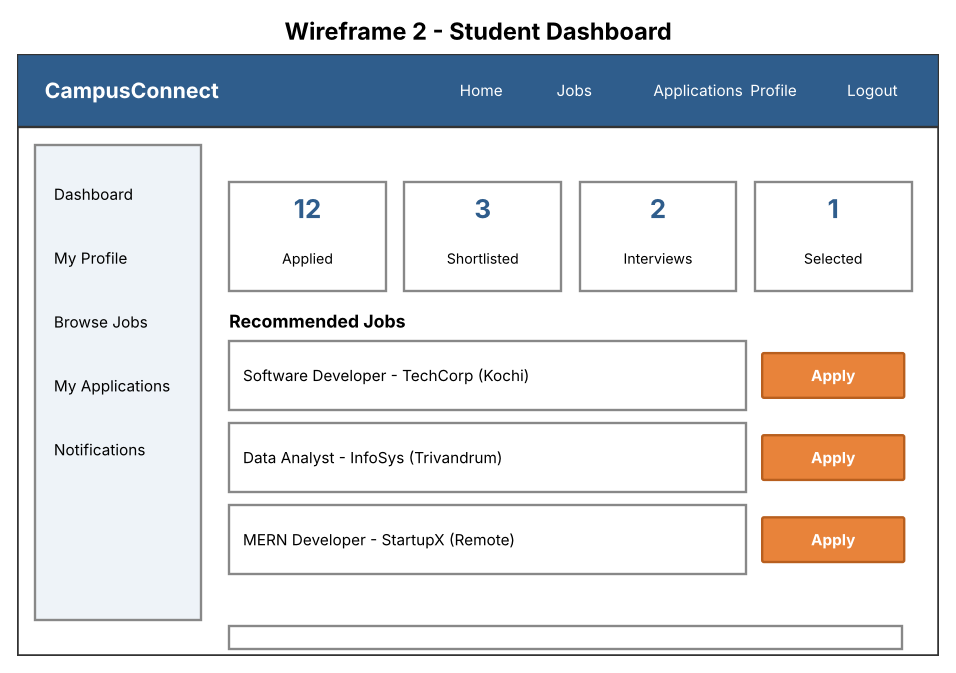 Wireframe 2 - Student Dashboard
CampusConnect
Home Jobs Applications Profile Logout
Dashboard
My Profile
Browse Jobs
My Applications
Notifications
12 3 2 1
Applied Shortlisted Interviews Selected
Recommended Jobs
Software Developer - TechCorp (Kochi) Apply
Data Analyst - InfoSys (Trivandrum) Apply
MERN Developer - StartupX (Remote) Apply